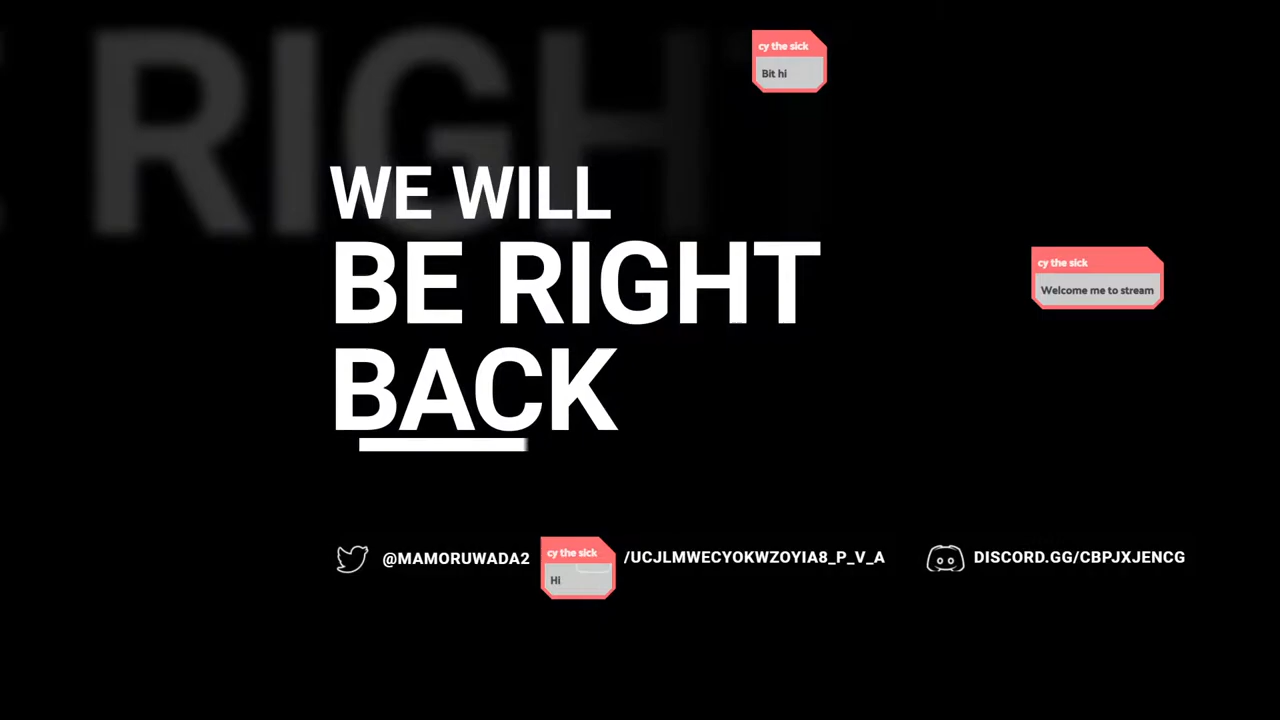 RIGHT
cy the sick
Bit hi
WE WILL
BE RIGHT
BACK
cy the sick
Welcome me to stream
@MAMORUWADA2
cy the sick
Hi
/UCJLMWECYOKWZOYIA8_P_V_A
DISCORD.GG/CBPJXJENCG